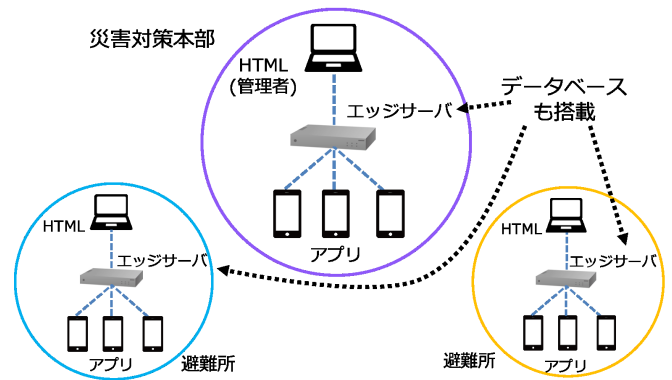 災害対策本部
HTML
(管理者)
エッジサーバ
アプリ
データベース
も搭載
HTML
エッジサーバ
アプリ
避難所
HTML
エッジサーバ
避難所
アプリ